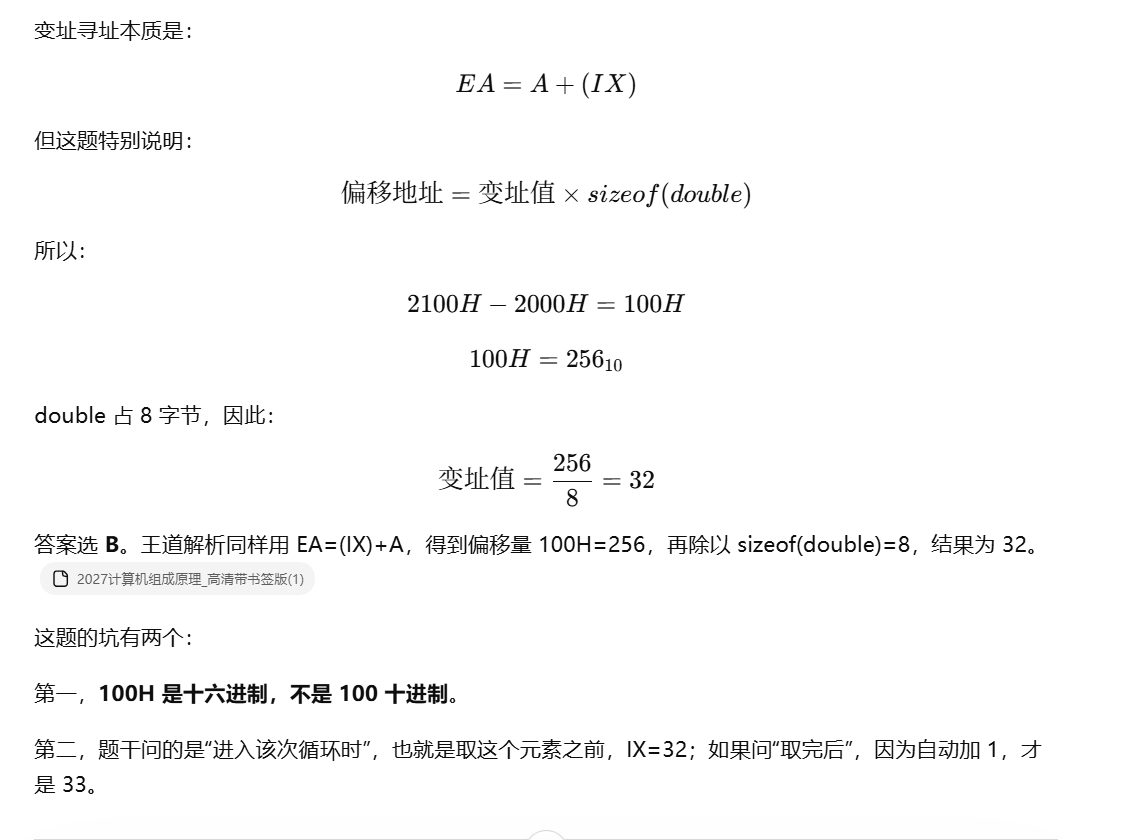 变址寻址本质是：
EA = A + (IX)
但这题特别说明：
偏移地址 = 变址值 × sizeof(double)
所以：
2100H − 2000H = 100H
100H = 256₁₀
double 占 8 字节，因此：
变址值 = 256/8 = 32
答案选 B。王道解析同样用 EA=(IX)+A，得到偏移量 100H=256，再除以 sizeof(double)=8，结果为 32。
2027计算机组成原理_高清带书签版(1)
这题的坑有两个：
第一，100H 是十六进制，不是 100 十进制。
第二，题干问的是“进入该次循环时”，也就是取这个元素之前，IX=32；如果问“取完后”，因为自动加 1，才
是 33。